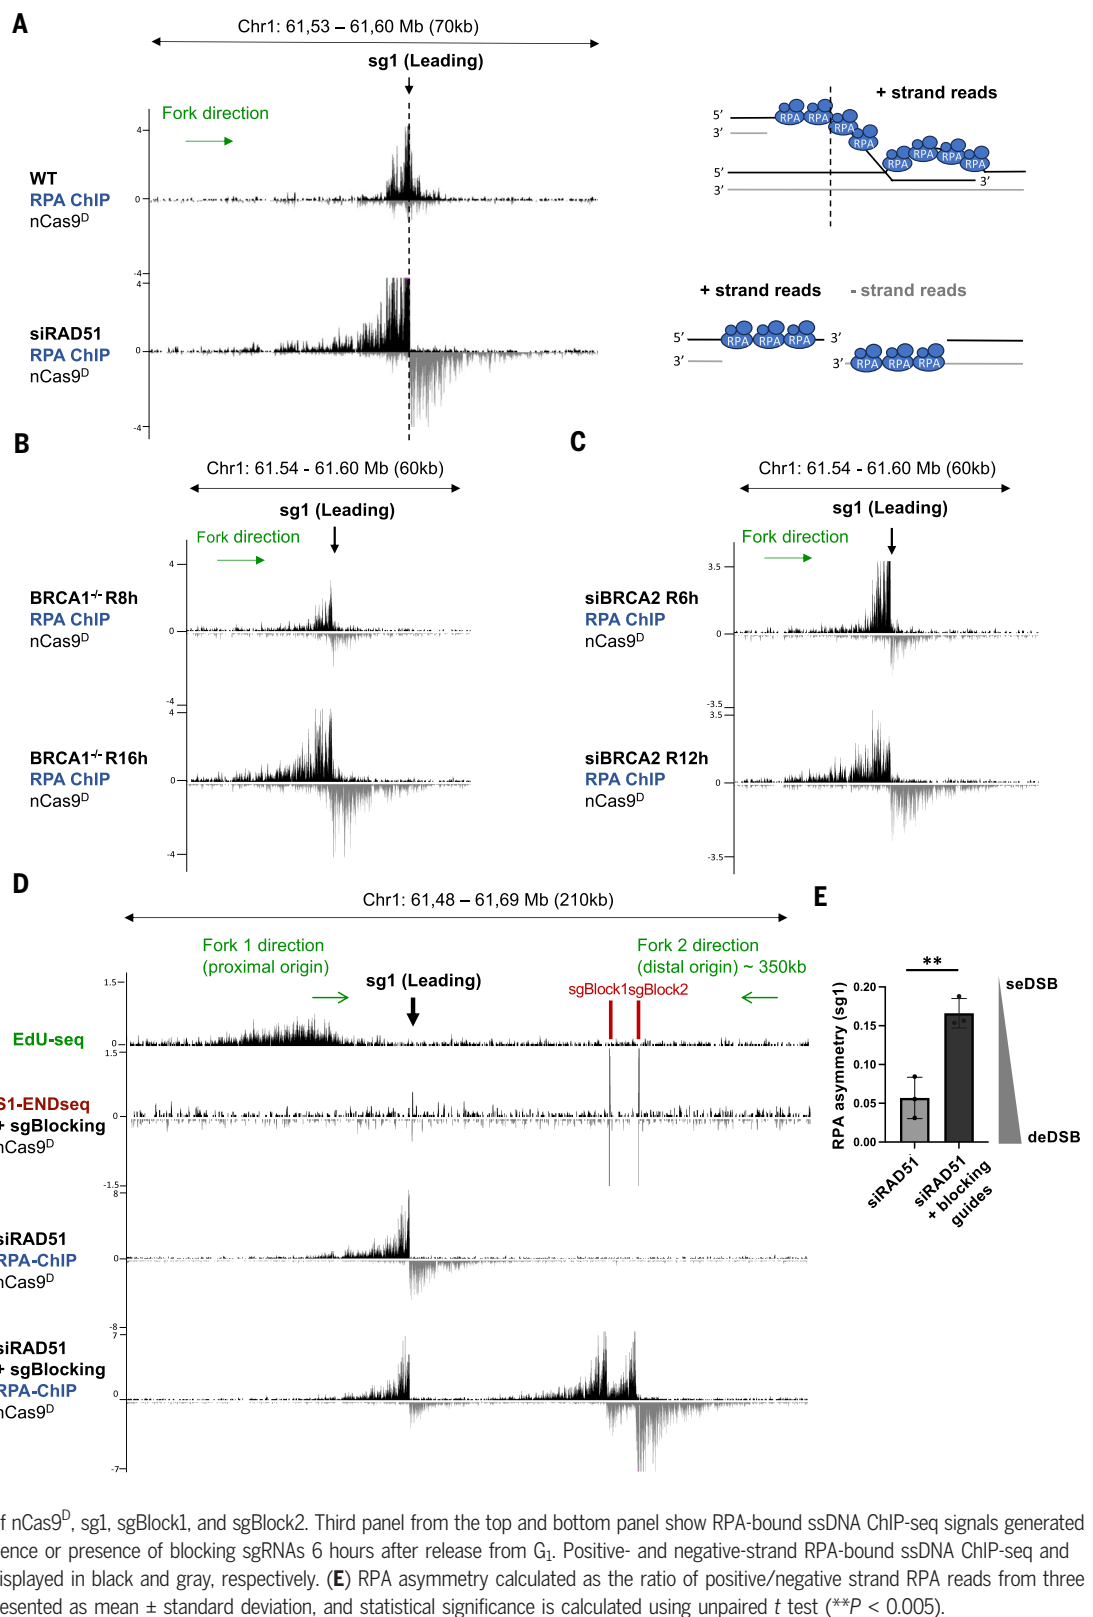 A
Chr1: 61,53 – 61,60 Mb (70kb)
sg1 (Leading)
Fork direction
4
WT
RPA ChIP
nCas9ᴰ
0
-4
4
siRAD51
RPA ChIP
nCas9ᴰ
0
-4
+ strand reads
5’
3’
RPA RPA
RPA
RPA
RPA RPA RPA RPA
5’
3’
3’
+ strand reads - strand reads
5’
3’
3’
RPA RPA RPA
3’
RPA RPA RPA
B
Chr1: 61.54 - 61.60 Mb (60kb)
sg1 (Leading)
Fork direction
4
BRCA1⁻/⁻ R8h
RPA ChIP
nCas9ᴰ
0
-4
4
BRCA1⁻/⁻ R16h
RPA ChIP
nCas9ᴰ
0
-4
C
Chr1: 61.54 - 61.60 Mb (60kb)
sg1 (Leading)
Fork direction
3.5
siBRCA2 R6h
RPA ChIP
nCas9ᴰ
0
-3.5
3.5
siBRCA2 R12h
RPA ChIP
nCas9ᴰ
0
-3.5
D
Chr1: 61,48 – 61,69 Mb (210kb)
Fork 1 direction
(proximal origin)
sg1 (Leading)
Fork 2 direction
(distal origin) ~ 350kb
sgBlock1 sgBlock2
1.5
EdU-seq
0
1.5
S1-ENDseq
+ sgBlocking
nCas9ᴰ
0
-1.5
8
siRAD51
RPA-ChIP
nCas9ᴰ
0
-8
7
siRAD51
+ sgBlocking
RPA-ChIP
nCas9ᴰ
0
-7
E
**
RPA asymmetry (sg1)
0.20
0.15
0.10
0.05
0.00
seDSB
deDSB
siRAD51
siRAD51
+ blocking
guides
f nCas9ᴰ, sg1, sgBlock1, and sgBlock2. Third panel from the top and bottom panel show RPA-bound ssDNA ChIP-seq signals generated
ence or presence of blocking sgRNAs 6 hours after release from G₁. Positive- and negative-strand RPA-bound ssDNA ChIP-seq and
isplayed in black and gray, respectively. (E) RPA asymmetry calculated as the ratio of positive/negative strand RPA reads from three
esented as mean ± standard deviation, and statistical significance is calculated using unpaired t test (**P < 0.005).